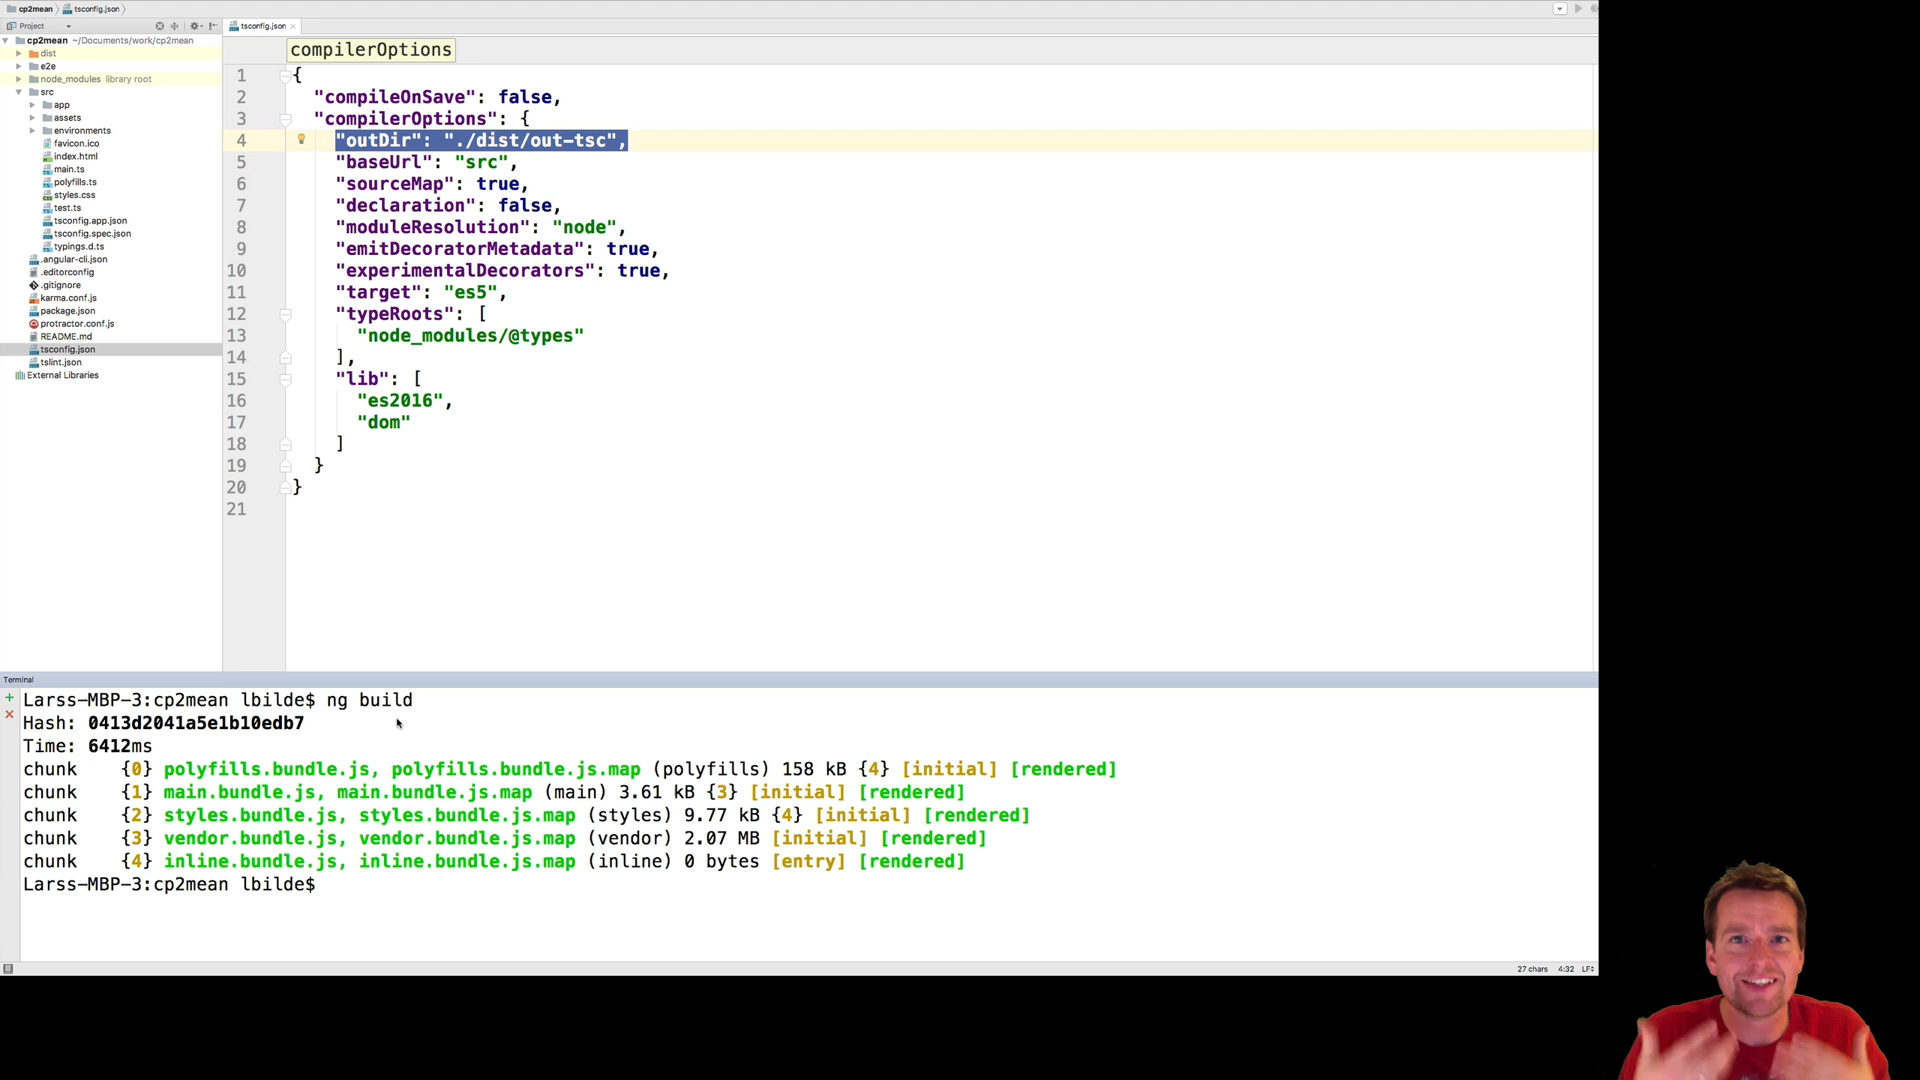 cp2mean
tsconfig.json
Project
tsconfig.json
cp2mean ~/Documents/work/cp2mean
dist
e2e
node_modules library root
src
app
assets
environments
favicon.ico
index.html
main.ts
polyfills.ts
styles.css
test.ts
tsconfig.app.json
tsconfig.spec.json
typings.d.ts
.angular-cli.json
.editorconfig
.gitignore
karma.conf.js
package.json
protractor.conf.js
README.md
tsconfig.json
tslint.json
External Libraries
compilerOptions
1 {
2 "compileOnSave": false,
3 "compilerOptions": {
4 "outDir": "./dist/out-tsc",
5 "baseUrl": "src",
6 "sourceMap": true,
7 "declaration": false,
8 "moduleResolution": "node",
9 "emitDecoratorMetadata": true,
10 "experimentalDecorators": true,
11 "target": "es5",
12 "typeRoots": [
13 "node_modules/@types"
14 ],
15 "lib": [
16 "es2016",
17 "dom"
18 ]
19 }
20 }
21
Terminal
Larss-MBP-3:cp2mean lbilde$ ng build
Hash: 0413d2041a5e1b10edb7
Time: 6412ms
chunk {0} polyfills.bundle.js, polyfills.bundle.js.map (polyfills) 158 kB {4} [initial] [rendered]
chunk {1} main.bundle.js, main.bundle.js.map (main) 3.61 kB {3} [initial] [rendered]
chunk {2} styles.bundle.js, styles.bundle.js.map (styles) 9.77 kB {4} [initial] [rendered]
chunk {3} vendor.bundle.js, vendor.bundle.js.map (vendor) 2.07 MB [initial] [rendered]
chunk {4} inline.bundle.js, inline.bundle.js.map (inline) 0 bytes [entry] [rendered]
Larss-MBP-3:cp2mean lbilde$
27 chars 4:32 LF÷